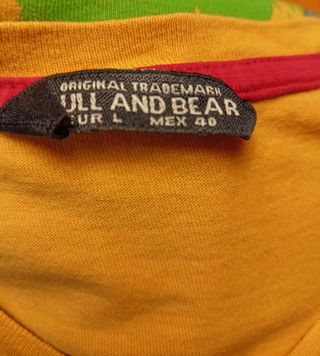 ORIGINAL TRADEMARK
ULL AND BEAR
EUR L MEX 40